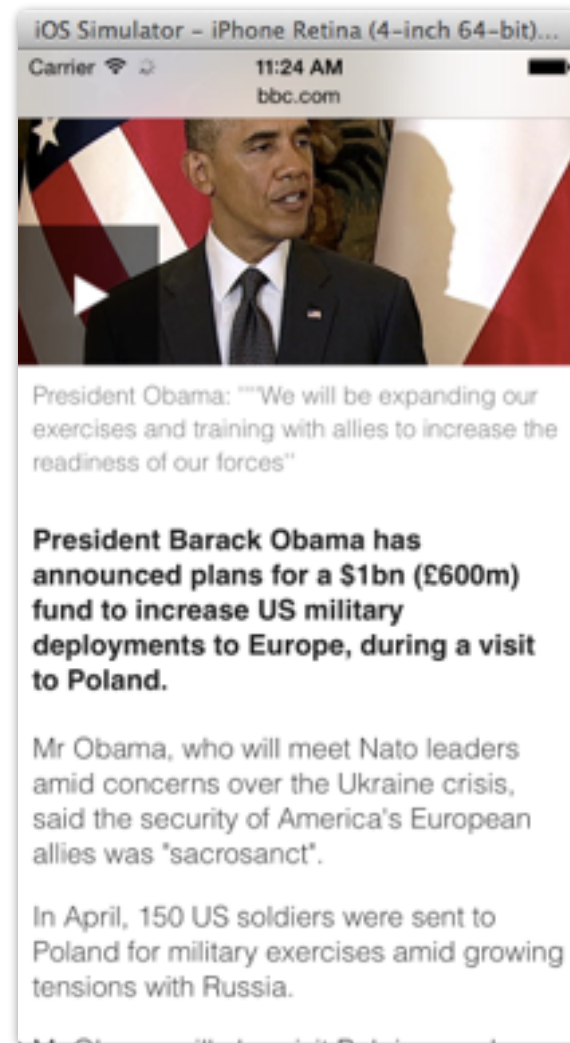 iOS Simulator – iPhone Retina (4-inch 64-bit)...
Carrier 11:24 AM
bbc.com
President Obama: """We will be expanding our
exercises and training with allies to increase the
readiness of our forces"
President Barack Obama has
announced plans for a $1bn (£600m)
fund to increase US military
deployments to Europe, during a visit
to Poland.
Mr Obama, who will meet Nato leaders
amid concerns over the Ukraine crisis,
said the security of America's European
allies was "sacrosanct".
In April, 150 US soldiers were sent to
Poland for military exercises amid growing
tensions with Russia.